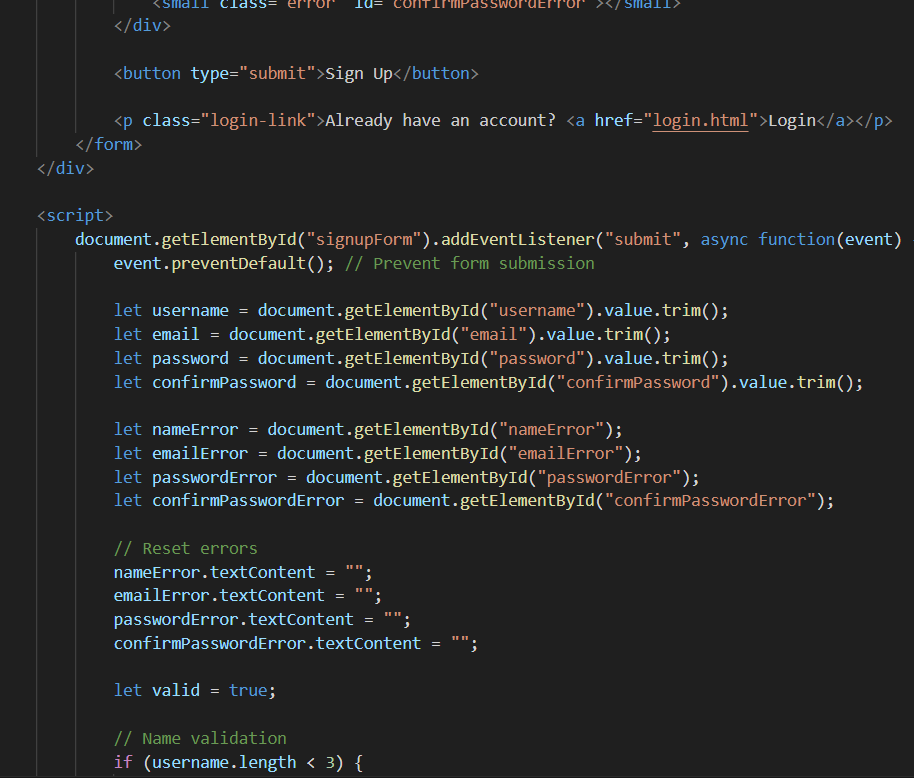 <small class="error" id="confirmPasswordError"></small>
</div>
<button type="submit">Sign Up</button>
<p class="login-link">Already have an account? <a href="login.html">Login</a></p>
</form>
</div>
<script>
document.getElementById("signupForm").addEventListener("submit", async function(event)
event.preventDefault(); // Prevent form submission
let username = document.getElementById("username").value.trim();
let email = document.getElementById("email").value.trim();
let password = document.getElementById("password").value.trim();
let confirmPassword = document.getElementById("confirmPassword").value.trim();
let nameError = document.getElementById("nameError");
let emailError = document.getElementById("emailError");
let passwordError = document.getElementById("passwordError");
let confirmPasswordError = document.getElementById("confirmPasswordError");
// Reset errors
nameError.textContent = "";
emailError.textContent = "";
passwordError.textContent = "";
confirmPasswordError.textContent = "";
let valid = true;
// Name validation
if (username.length < 3) {